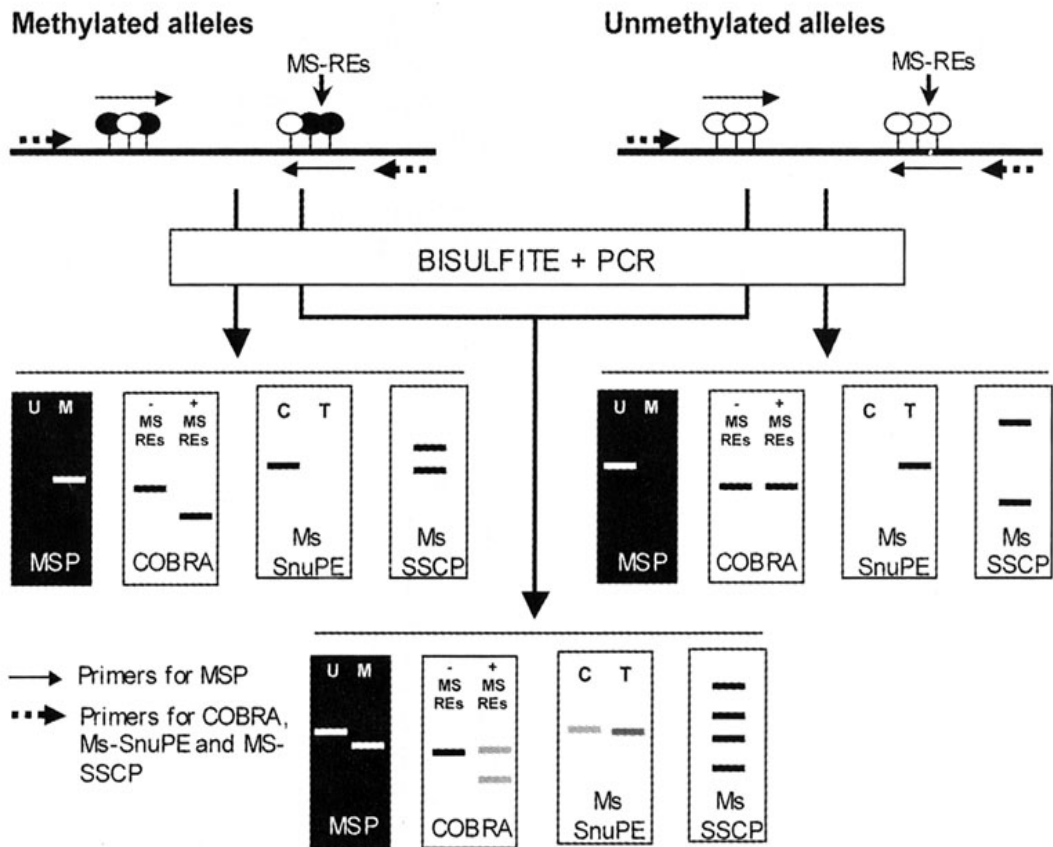 Methylated alleles
Unmethylated alleles
MS-REs
MS-REs
BISULFITE + PCR
U M
MSP
- +
MS MS
REs REs
COBRA
C T
Ms
SnuPE
Ms
SSCP
U M
MSP
- +
MS MS
REs REs
COBRA
C T
Ms
SnuPE
Ms
SSCP
U M
MSP
- +
MS MS
REs REs
COBRA
C T
Ms
SnuPE
Ms
SSCP
Primers for MSP
Primers for COBRA,
Ms-SnuPE and MS-
SSCP